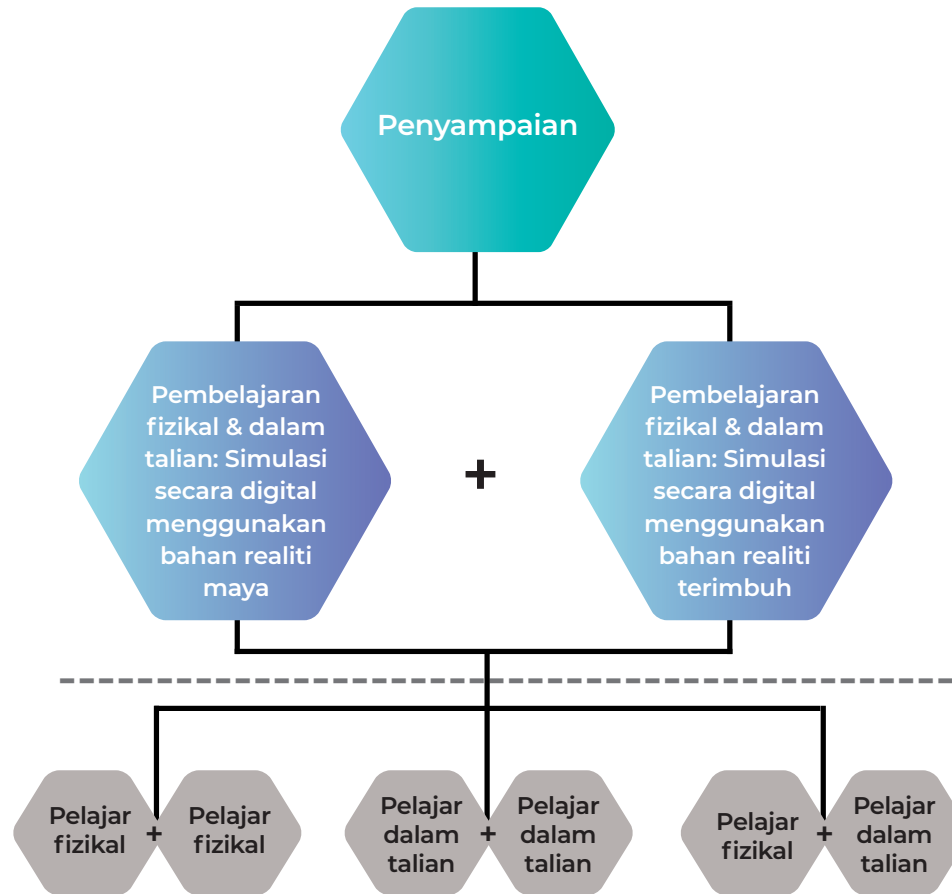 Penyampaian
Pembelajaran
fizikal & dalam
talian: Simulasi
secara digital
menggunakan
bahan realiti
maya
+
Pembelajaran
fizikal & dalam
talian: Simulasi
secara digital
menggunakan
bahan realiti
terimbuh
Pelajar
fizikal
+
Pelajar
fizikal
Pelajar
dalam
talian
+
Pelajar
dalam
talian
Pelajar
fizikal
+
Pelajar
dalam
talian